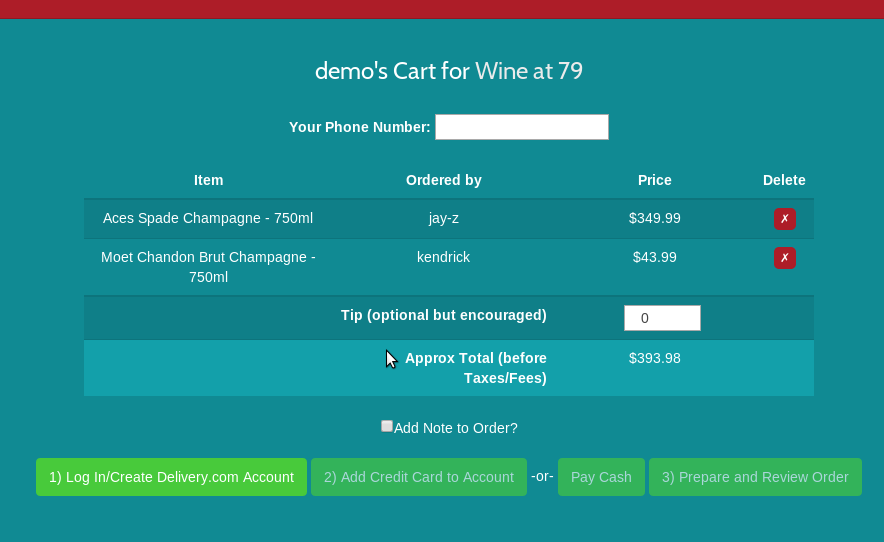 demo's Cart for Wine at 79
Your Phone Number:
Item Ordered by Price Delete
Aces Spade Champagne - 750ml jay-z $349.99 ✗
Moet Chandon Brut Champagne - kendrick $43.99 ✗
750ml
Tip (optional but encouraged) 0
Approx Total (before $393.98
Taxes/Fees)
Add Note to Order?
1) Log In/Create Delivery.com Account 2) Add Credit Card to Account -or- Pay Cash 3) Prepare and Review Order